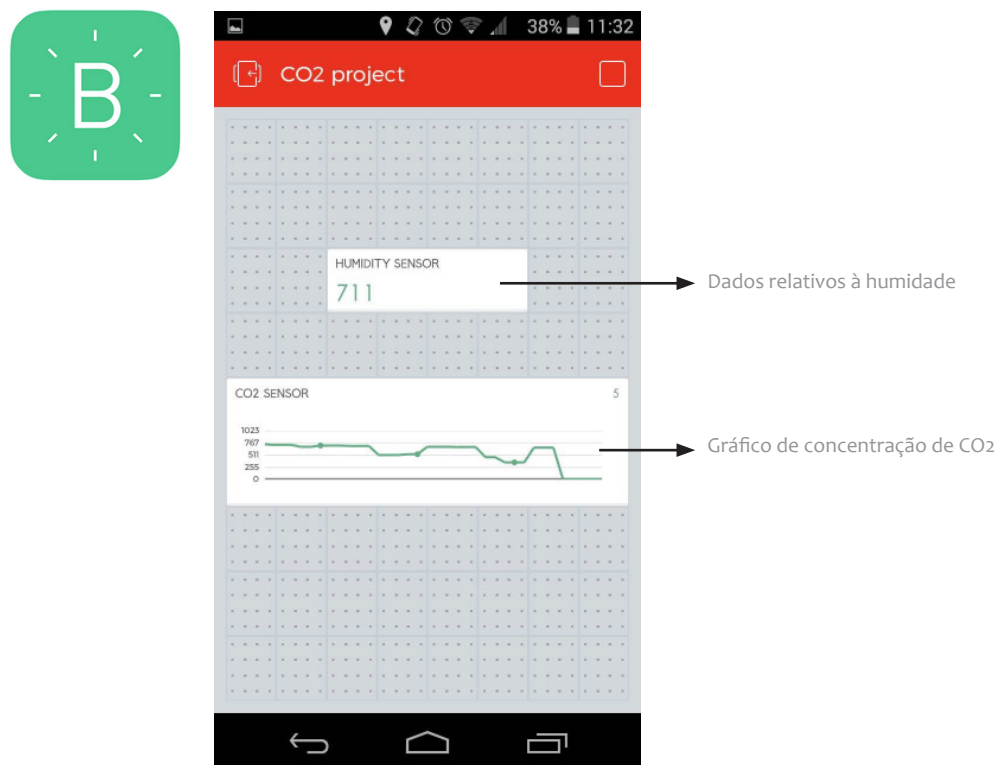 B
38% 11:32
CO2 project
HUMIDITY SENSOR
711
Dados relativos à humidade
CO2 SENSOR 5
1023
767
511
255
0
Gráfico de concentração de CO2